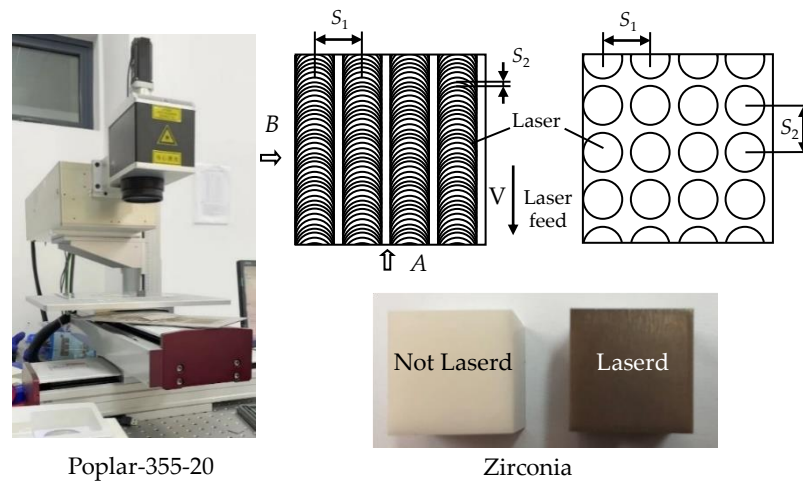 S₁
S₂
B
Laser
V
Laser
feed
A
S₁
S₂
Not Laserd
Laserd
Poplar-355-20
Zirconia